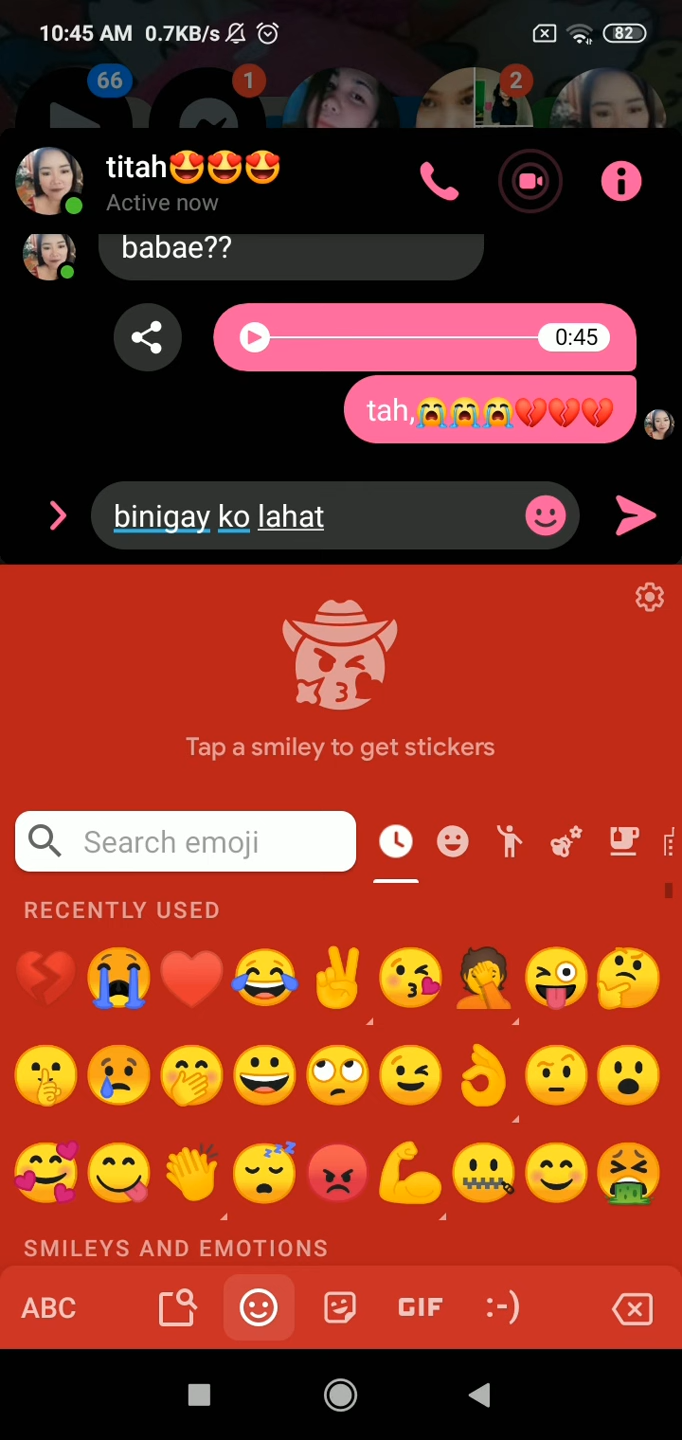 10:45 AM 0.7KB/s 82
66 1 2
titah😍😍😍
Active now
babae??
0:45
tah,😭😭😭💔💔💔
binigay ko lahat
Tap a smiley to get stickers
Search emoji
RECENTLY USED
SMILEYS AND EMOTIONS
ABC GIF :-)